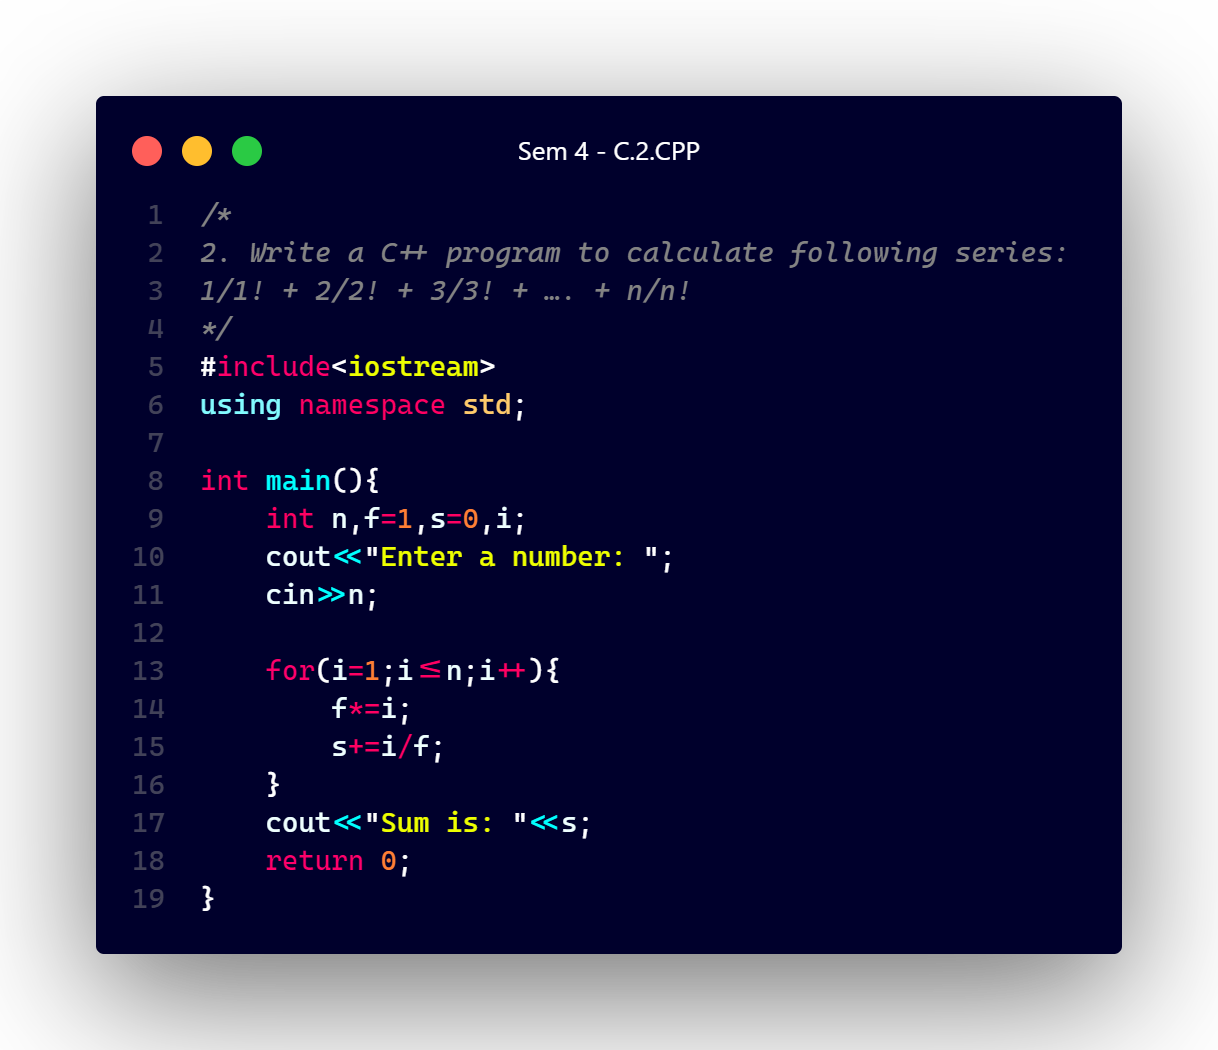 Sem 4 - C.2.CPP
1 /*
2 2. Write a C++ program to calculate following series:
3 1/1! + 2/2! + 3/3! + …. + n/n!
4 */
5 #include<iostream>
6 using namespace std;
7
8 int main(){
9     int n,f=1,s=0,i;
10     cout<<"Enter a number: ";
11     cin>>n;
12
13     for(i=1;i<=n;i++){
14         f*=i;
15         s+=i/f;
16     }
17     cout<<"Sum is: "<<s;
18     return 0;
19 }